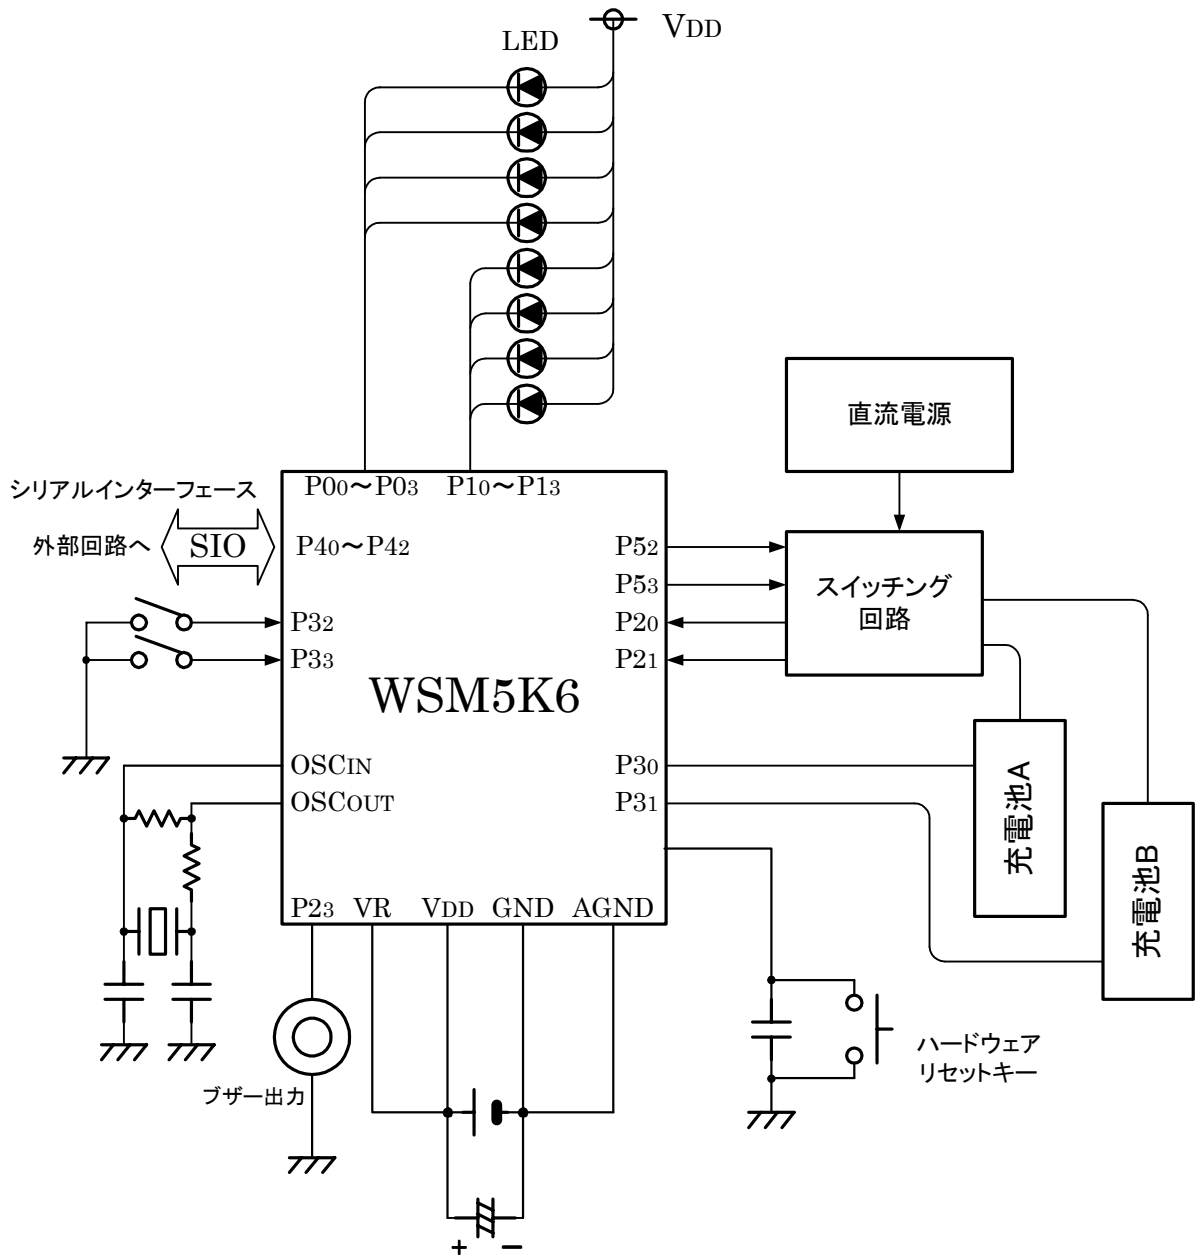 LED
VDD
直流電源
シリアルインターフェース
外部回路へ
SIO
P00～P03
P10～P13
P40～P42
P52
P53
P20
P21
スイッチング
回路
P32
P33
WSM5K6
OSCIN
OSCOUT
P30
P31
充電池A
充電池B
P23
VR
VDD
GND
AGND
ブザー出力
ハードウェア
リセットキー
+
−